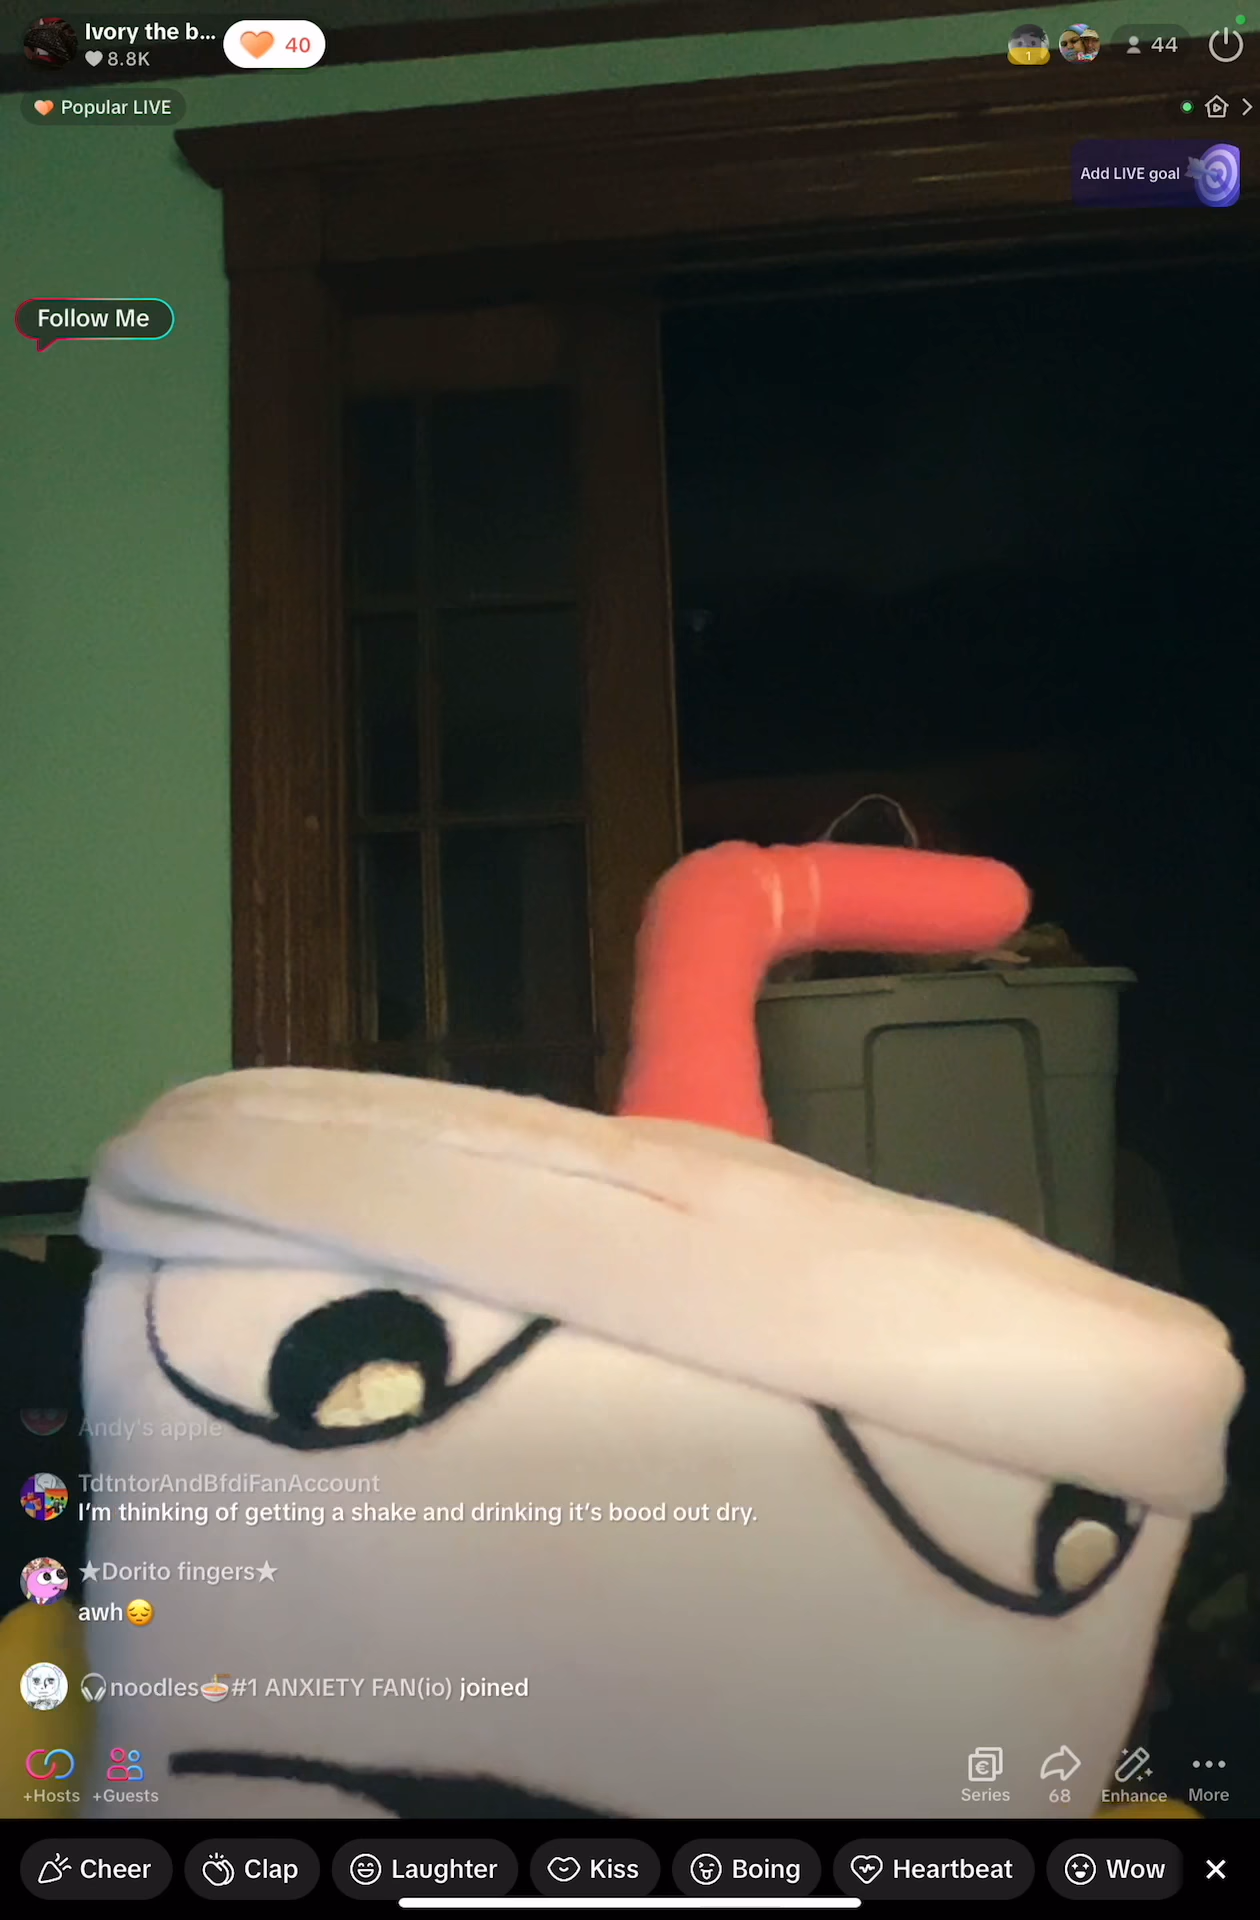 Ivory the b...
8.8K
40
1
44
Popular LIVE
Add LIVE goal
Follow Me
Andy's apple
TdtntorAndBfdiFanAccount
I’m thinking of getting a shake and drinking it’s bood out dry.
★Dorito fingers★
awh😔
🎧noodles🍜#1 ANXIETY FAN(io) joined
+Hosts
+Guests
Series
68
Enhance
More
Cheer
Clap
Laughter
Kiss
Boing
Heartbeat
Wow